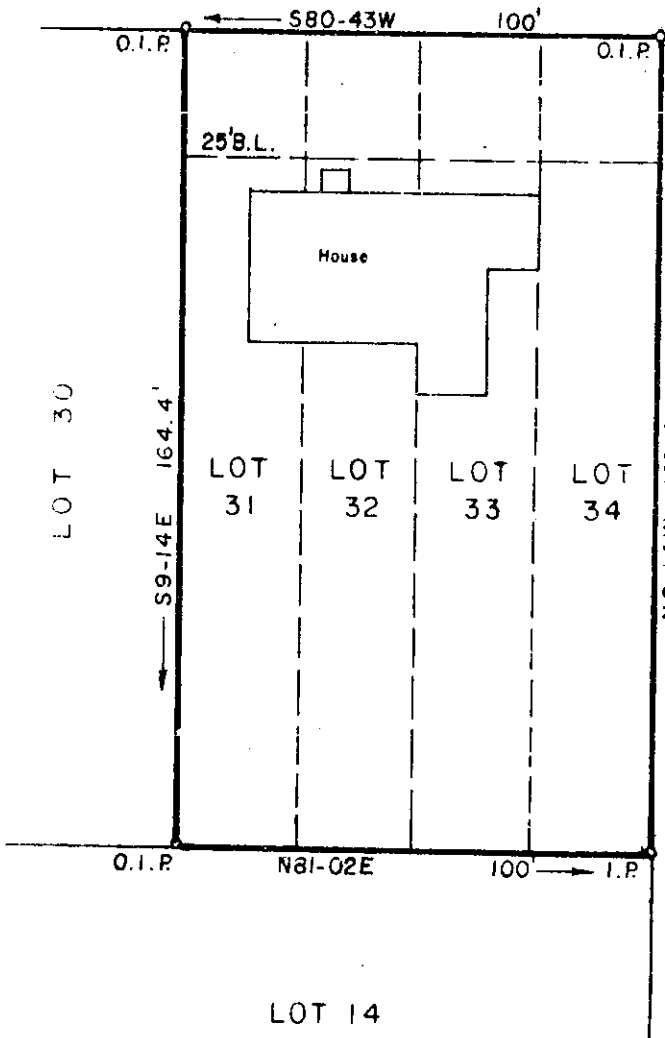 S80-43W 100'
O.I.P. O.I.P.
25' B.L.
House
LOT 30
S9-14E 164.4'
LOT 31
LOT 32
LOT 33
LOT 34
O.I.P. N81-02E 100' I.P.
LOT 14